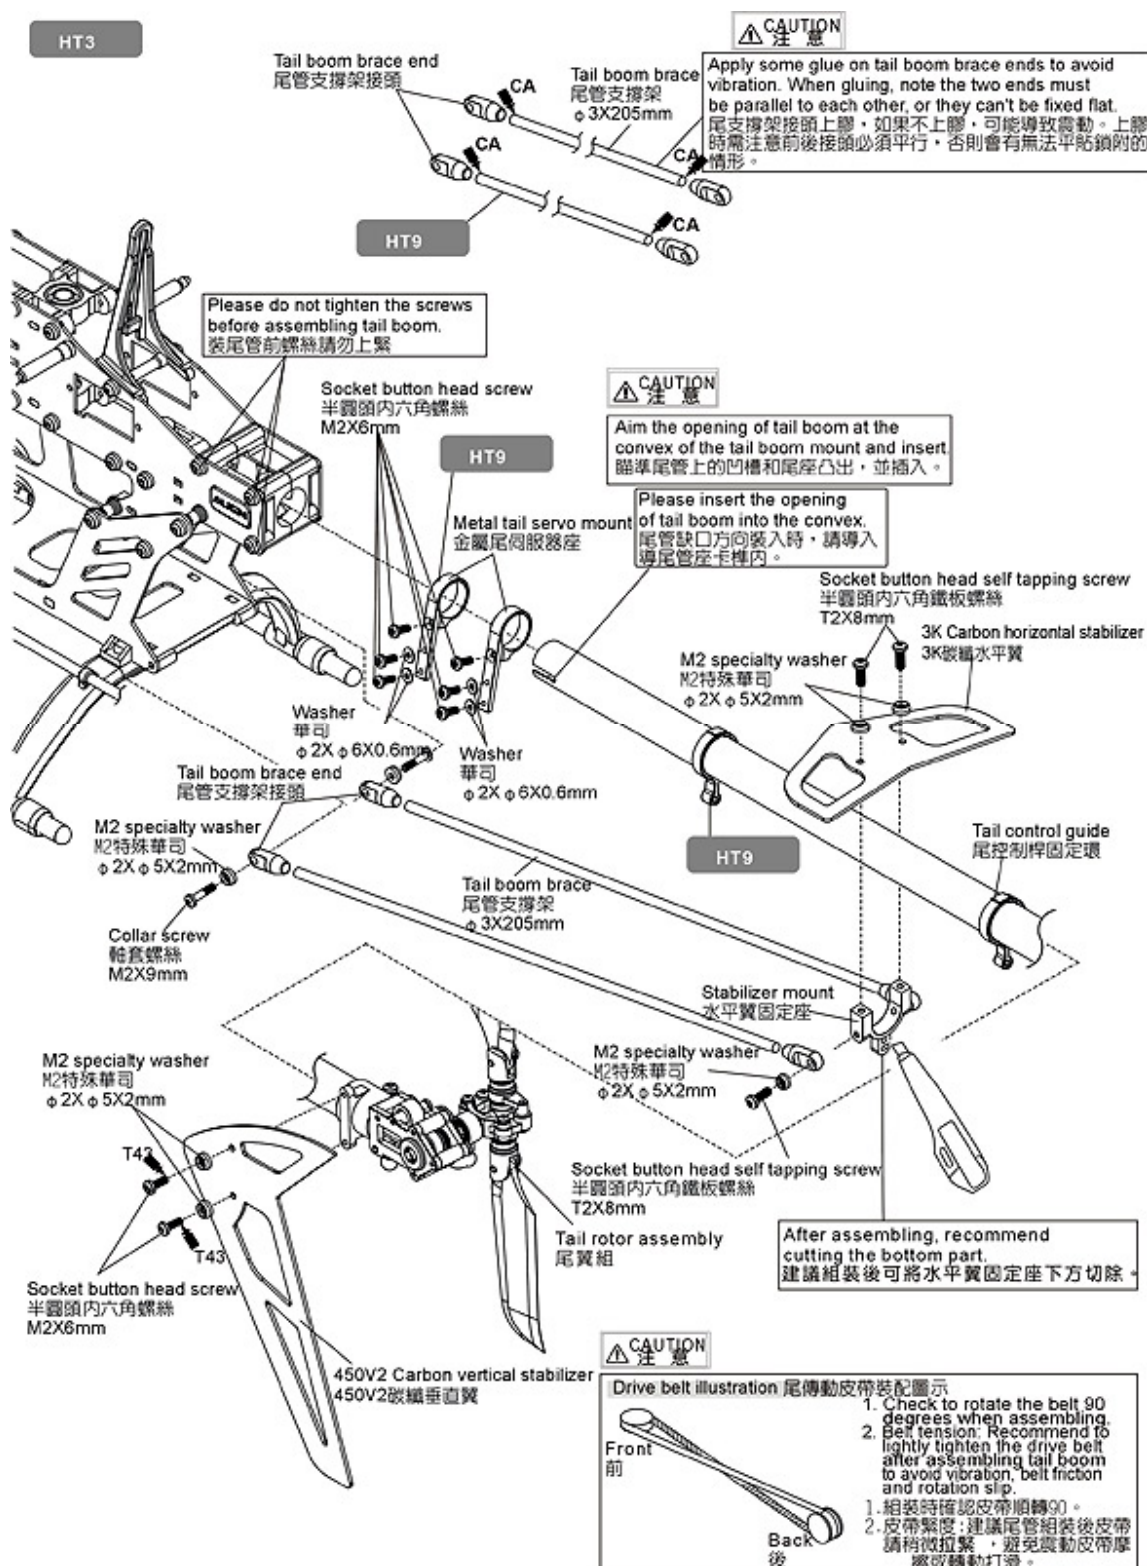 HT3
CAUTION
注 意
Tail boom brace end
尾管支撐架接頭
CA
Tail boom brace
尾管支撐架
ϕ 3X205mm
Apply some glue on tail boom brace ends to avoid
vibration. When gluing, note the two ends must
be parallel to each other, or they can't be fixed flat.
尾支撐架接頭上膠，如果不上膠，可能導致震動。上膠
時需注意前後接頭必須平行，否則會有無法平貼鎖附的
情形。
CA
CA
CA
HT9
Please do not tighten the screws
before assembling tail boom.
裝尾管前螺絲請勿上緊
Socket button head screw
半圓頭內六角螺絲
M2X6mm
HT9
CAUTION
注 意
Aim the opening of tail boom at the
convex of the tail boom mount and insert.
瞄準尾管上的凹槽和尾座凸出，並插入。
Please insert the opening
of tail boom into the convex.
尾管缺口方向裝入時，請導入
導尾管座卡榫內。
ALIGN
Metal tail servo mount
金屬尾伺服器座
Socket button head self tapping screw
半圓頭內六角鐵板螺絲
T2X8mm
3K Carbon horizontal stabilizer
3K碳纖水平翼
M2 specialty washer
M2特殊華司
ϕ 2X ϕ 5X2mm
Washer
華司
ϕ 2X ϕ 6X0.6mm
Washer
華司
ϕ 2X ϕ 6X0.6mm
Tail boom brace end
尾管支撐架接頭
M2 specialty washer
M2特殊華司
ϕ 2X ϕ 5X2mm
HT9
Tail control guide
尾控制桿固定環
Tail boom brace
尾管支撐架
ϕ 3X205mm
Collar screw
軸套螺絲
M2X9mm
Stabilizer mount
水平翼固定座
M2 specialty washer
M2特殊華司
ϕ 2X ϕ 5X2mm
M2 specialty washer
M2特殊華司
ϕ 2X ϕ 5X2mm
T43
T43
Socket button head self tapping screw
半圓頭內六角鐵板螺絲
T2X8mm
Tail rotor assembly
尾翼組
After assembling, recommend
cutting the bottom part.
建議組裝後可將水平翼固定座下方切除。
Socket button head screw
半圓頭內六角螺絲
M2X6mm
450V2 Carbon vertical stabilizer
450V2碳纖垂直翼
CAUTION
注 意
Drive belt illustration 尾傳動皮帶裝配圖示
Front
前
Back
後
1. Check to rotate the belt 90
degrees when assembling.
2. Belt tension: Recommend to
lightly tighten the drive belt
after assembling tail boom
to avoid vibration, belt friction
and rotation slip.
1.組裝時確認皮帶順轉90。
2.皮帶緊度:建議尾管組裝後皮帶
請稍微拉緊 ，避免震動皮帶摩
擦或轉動打滑。